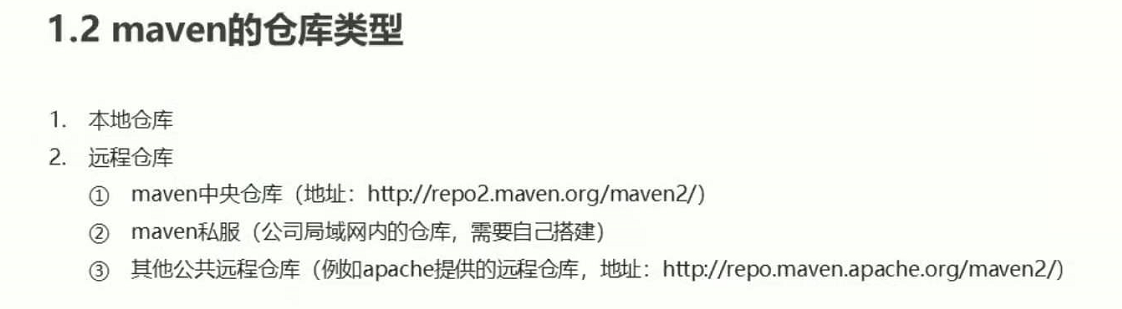 1.2 maven的仓库类型
1. 本地仓库
2. 远程仓库
① maven中央仓库（地址：http://repo2.maven.org/maven2/）
② maven私服（公司局域网内的仓库，需要自己搭建）
③ 其他公共远程仓库（例如apache提供的远程仓库，地址：http://repo.maven.apache.org/maven2/)